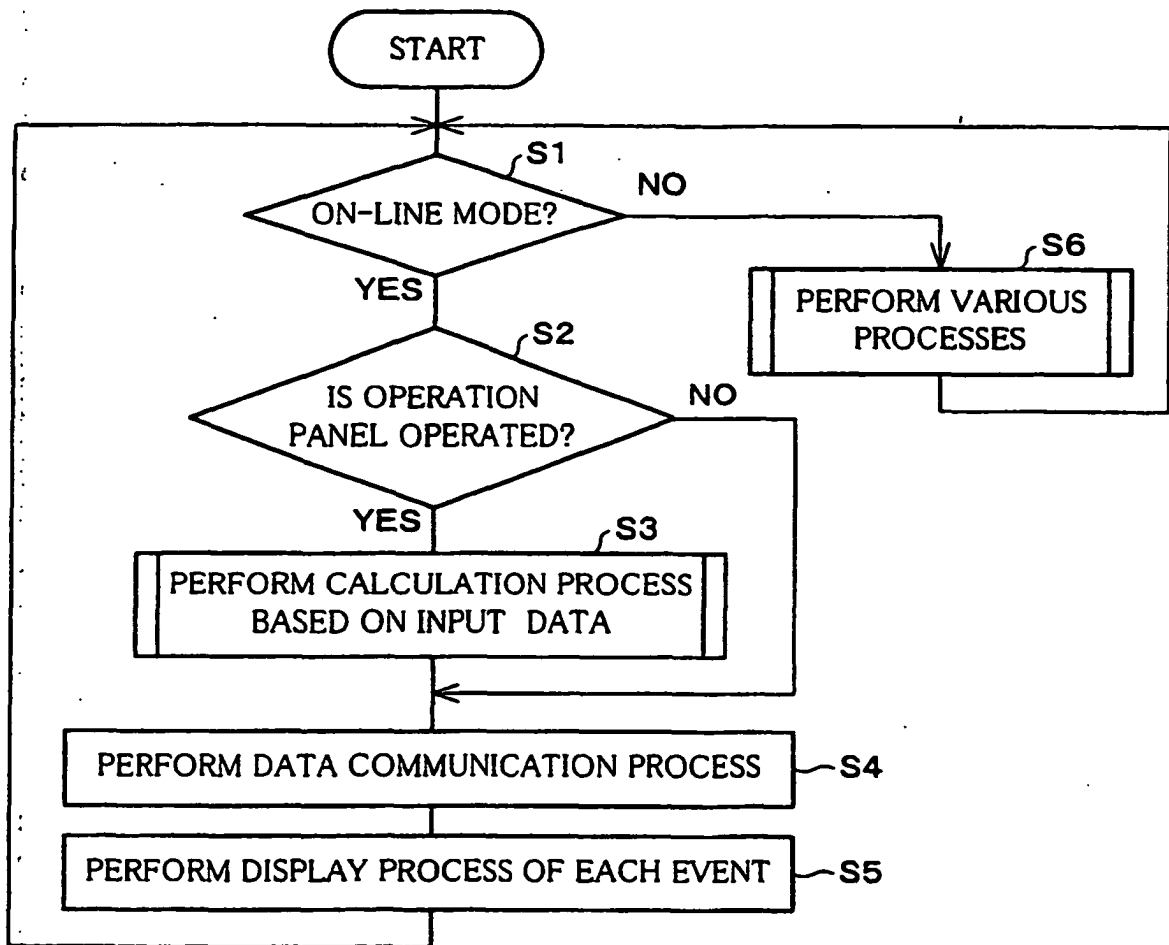 START
S1
ON-LINE MODE?
NO
YES
S6
PERFORM VARIOUS
PROCESSES
S2
IS OPERATION
PANEL OPERATED?
NO
YES
S3
PERFORM CALCULATION PROCESS
BASED ON INPUT DATA
PERFORM DATA COMMUNICATION PROCESS
S4
PERFORM DISPLAY PROCESS OF EACH EVENT
S5